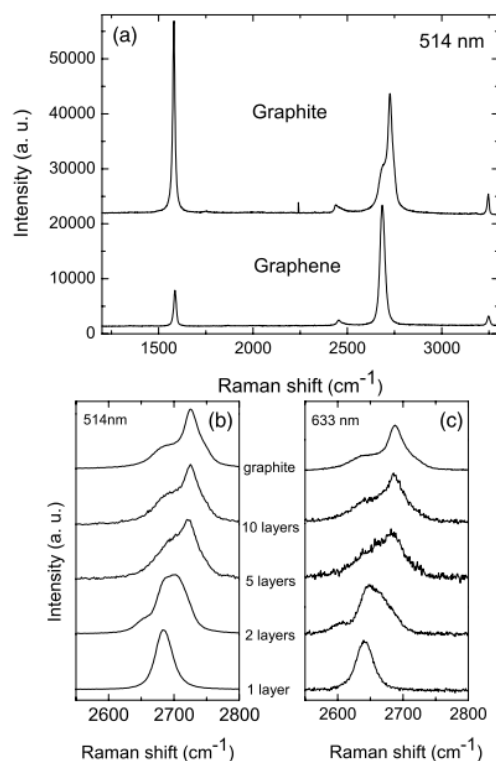 (a)
514 nm
Graphite
Graphene
Intensity (a. u.)
50000
40000
30000
20000
10000
0
1500 2000 2500 3000
Raman shift (cm⁻¹)
(b)
514nm
(c)
633 nm
graphite
10 layers
5 layers
2 layers
1 layer
Intensity (a. u.)
2600 2700 2800
2600 2700 2800
Raman shift (cm⁻¹)
Raman shift (cm⁻¹)